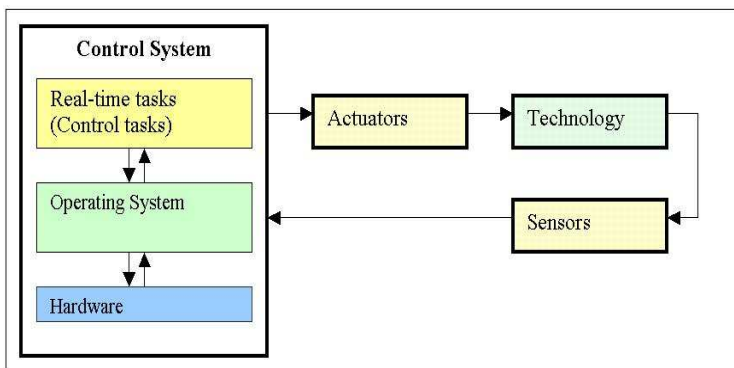 Control System
Real-time tasks
(Control tasks)
Operating System
Hardware
Actuators
Technology
Sensors